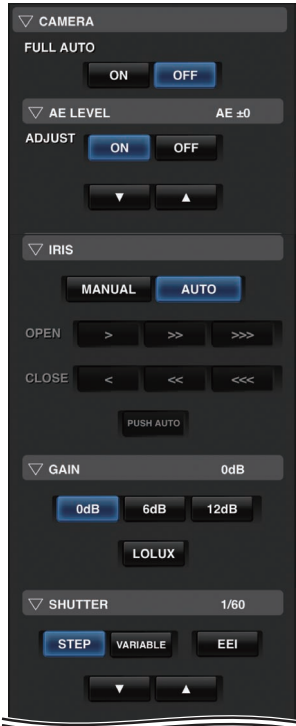 ▽ CAMERA
FULL AUTO
ON OFF
▽ AE LEVEL AE ±0
ADJUST ON OFF
▼ ▲
▽ IRIS
MANUAL AUTO
OPEN > >> >>>
CLOSE < << <<<
PUSH AUTO
▽ GAIN 0dB
0dB 6dB 12dB
LOLUX
▽ SHUTTER 1/60
STEP VARIABLE EEI
▼ ▲